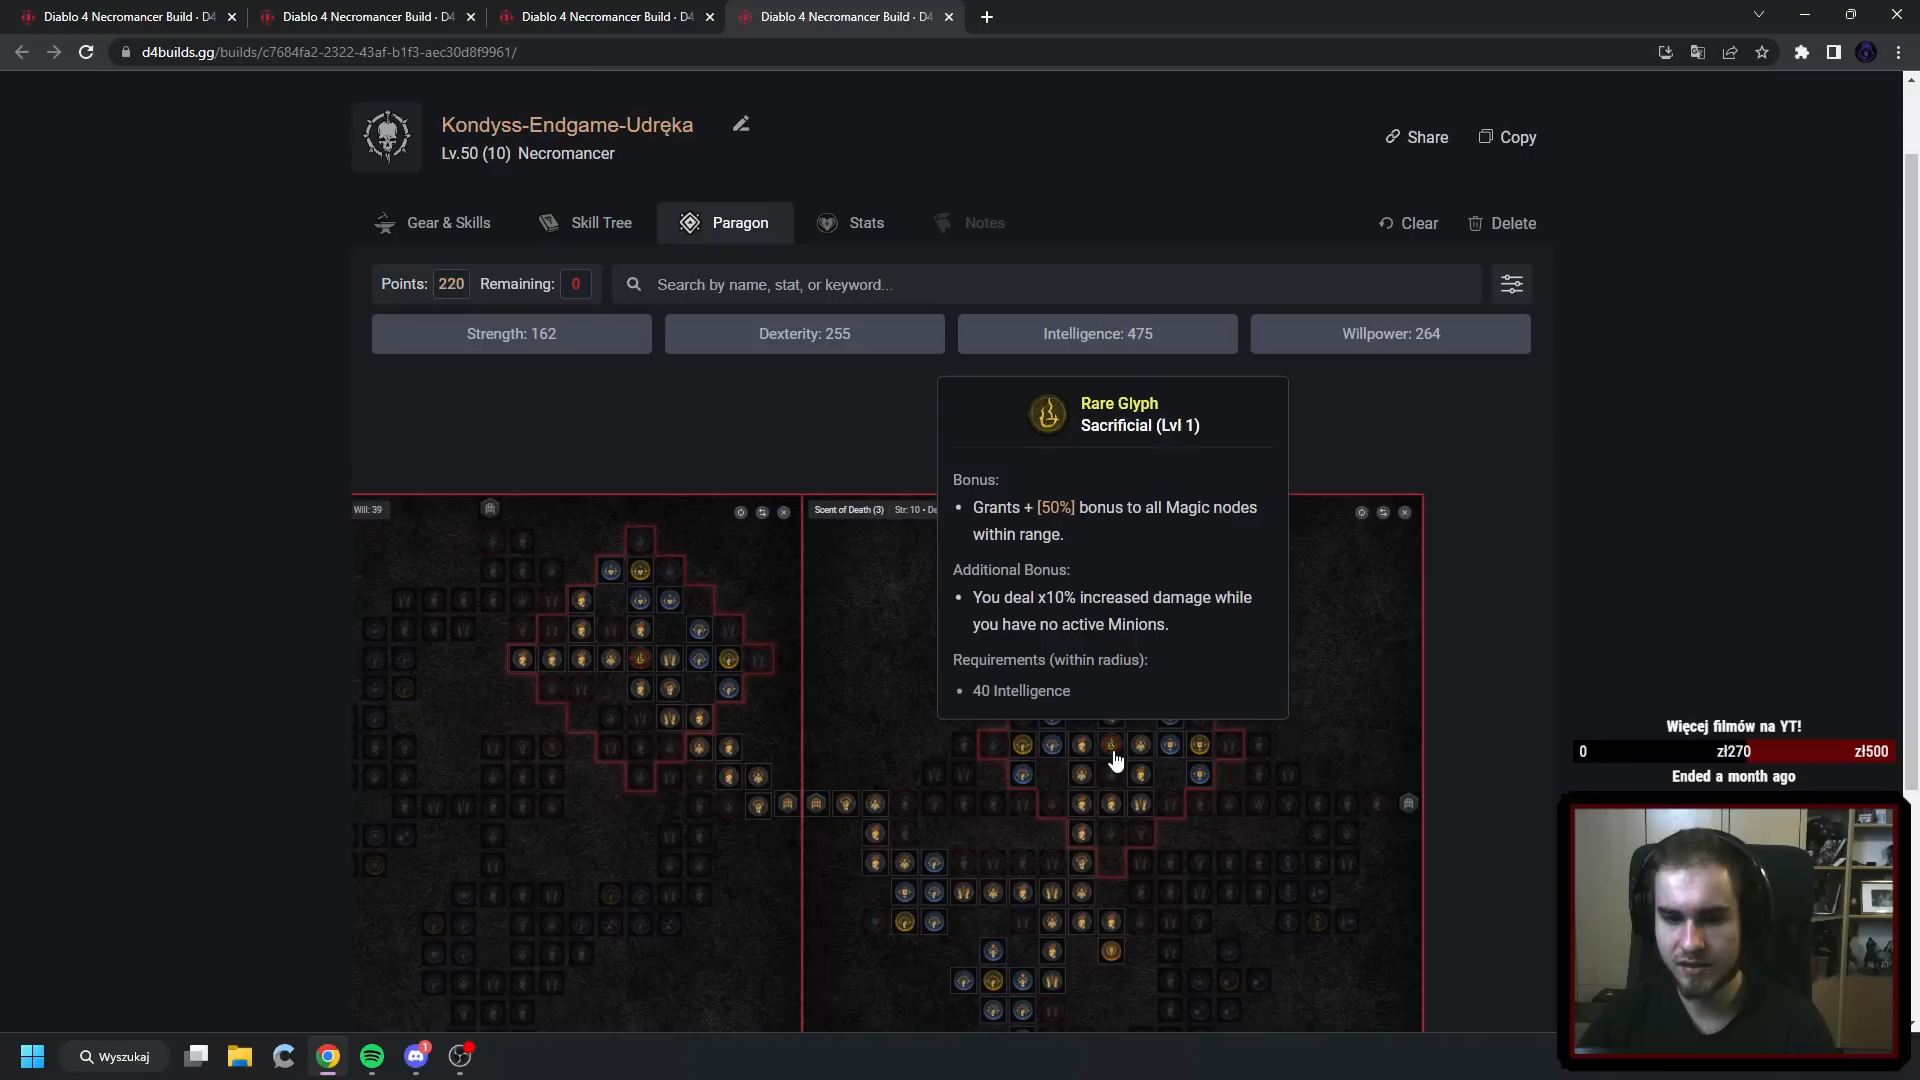 Diablo 4 Necromancer Build · D4
Diablo 4 Necromancer Build · D4
Diablo 4 Necromancer Build · D4
Diablo 4 Necromancer Build · D4
d4builds.gg/builds/c7684fa2-2322-43af-b1f3-aec30d8f9961/
Kondyss-Endgame-Udręka
Lv.50 (10) Necromancer
Share
Copy
Gear & Skills
Skill Tree
Paragon
Stats
Notes
Clear
Delete
Points: 220 Remaining: 0
Search by name, stat, or keyword...
Strength: 162
Dexterity: 255
Intelligence: 475
Willpower: 264
Rare Glyph
Sacrificial (Lvl 1)
Bonus:
• Grants + [50%] bonus to all Magic nodes
within range.
Additional Bonus:
• You deal x10% increased damage while
you have no active Minions.
Requirements (within radius):
• 40 Intelligence
Will: 39
Scent of Death (3) Str: 10 • De
Więcej filmów na YT!
0 zł270 zł500
Ended a month ago
Wyszukaj
1